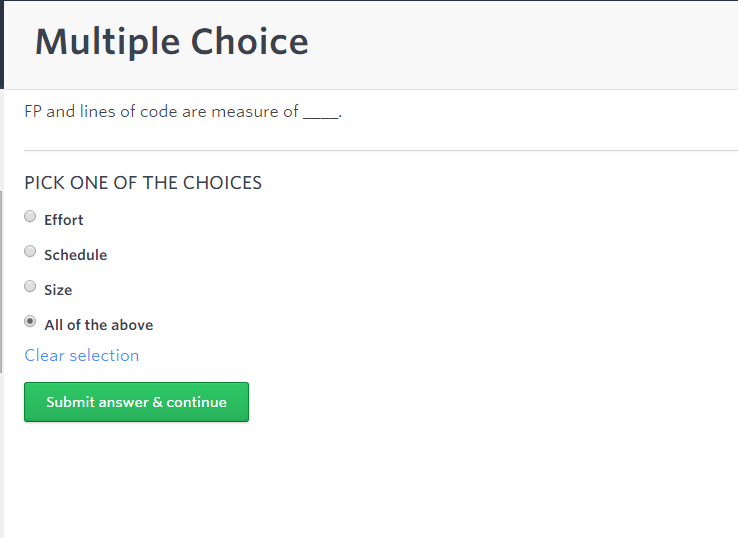 Multiple Choice
FP and lines of code are measure of ____.
PICK ONE OF THE CHOICES
Effort
Schedule
Size
All of the above
Clear selection
Submit answer & continue